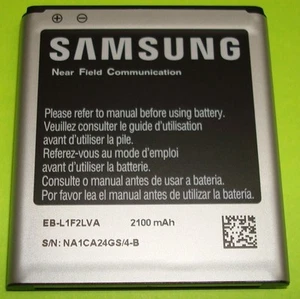 SAMSUNG
Near Field Communication
Please refer to manual before using battery.
Veuillez consulter le guide d'utilisation
avant d'utiliser la pile.
Referez-vous au mode d'emploi
avant d'utiliser la batterie.
Consulte o manual antes de usar a bateria.
Por favor lea el manual antes de utilizar la batería.
EB-L1F2LVA 2100 mAh
S/N: NA1CA24GS/4-B